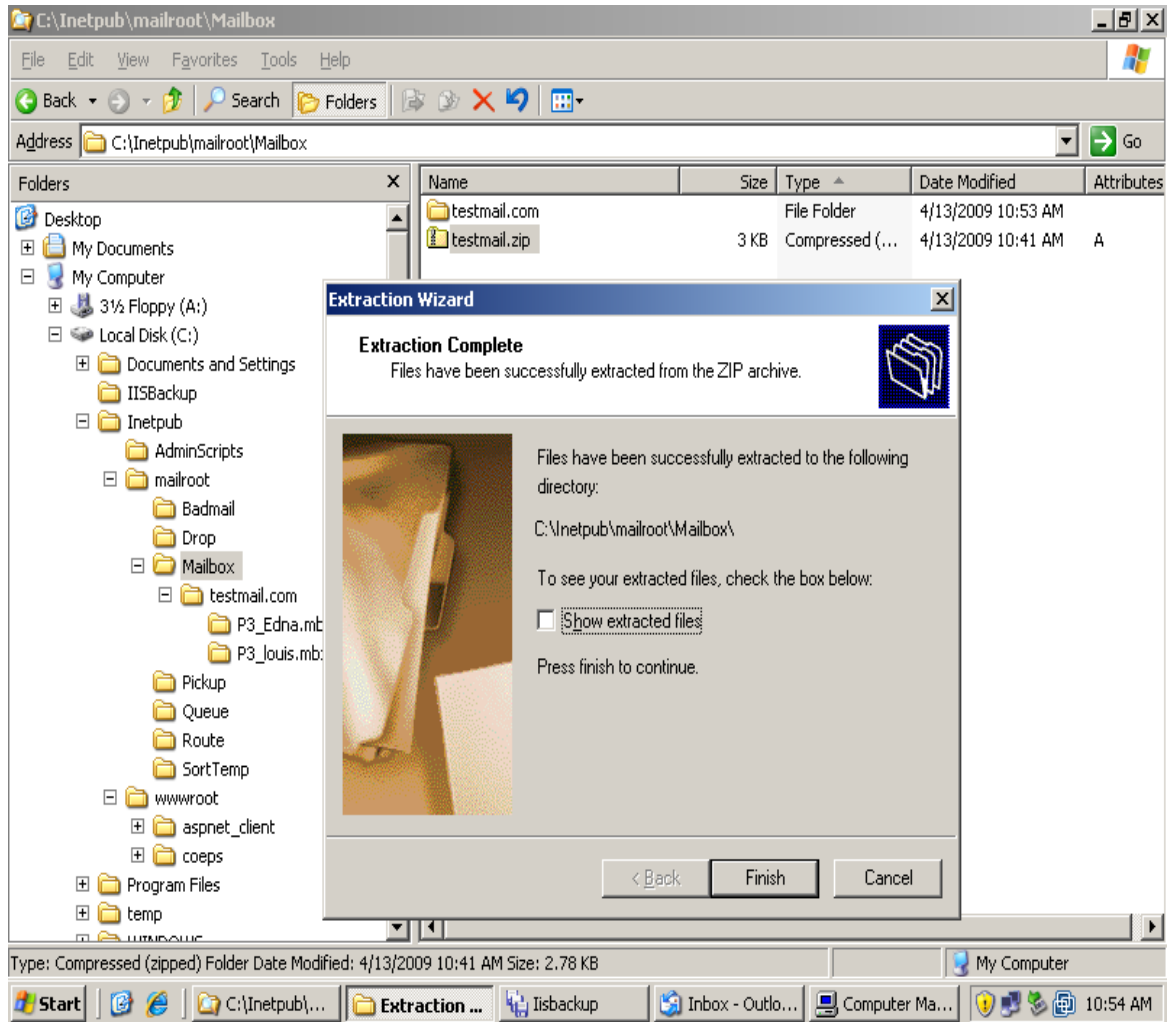 C:\Inetpub\mailroot\Mailbox
File Edit View Favorites Tools Help
Back Search Folders
Address C:\Inetpub\mailroot\Mailbox Go
Folders X Name Size Type Date Modified Attributes
Desktop
testmail.com File Folder 4/13/2009 10:53 AM
My Documents
testmail.zip 3 KB Compressed (... 4/13/2009 10:41 AM A
My Computer
3½ Floppy (A:)
Local Disk (C:)
Documents and Settings
IISBackup
Inetpub
AdminScripts
mailroot
Badmail
Drop
Mailbox
testmail.com
P3_Edna.mb
P3_louis.mb
Pickup
Queue
Route
SortTemp
wwwroot
aspnet_client
coeps
Program Files
temp
WINDOWS
Extraction Wizard
Extraction Complete
Files have been successfully extracted from the ZIP archive.
Files have been successfully extracted to the following
directory:
C:\Inetpub\mailroot\Mailbox\
To see your extracted files, check the box below:
Show extracted files
Press finish to continue.
< Back Finish Cancel
Type: Compressed (zipped) Folder Date Modified: 4/13/2009 10:41 AM Size: 2.78 KB My Computer
Start C:\Inetpub\... Extraction ... Iisbackup Inbox - Outlo... Computer Ma... 10:54 AM